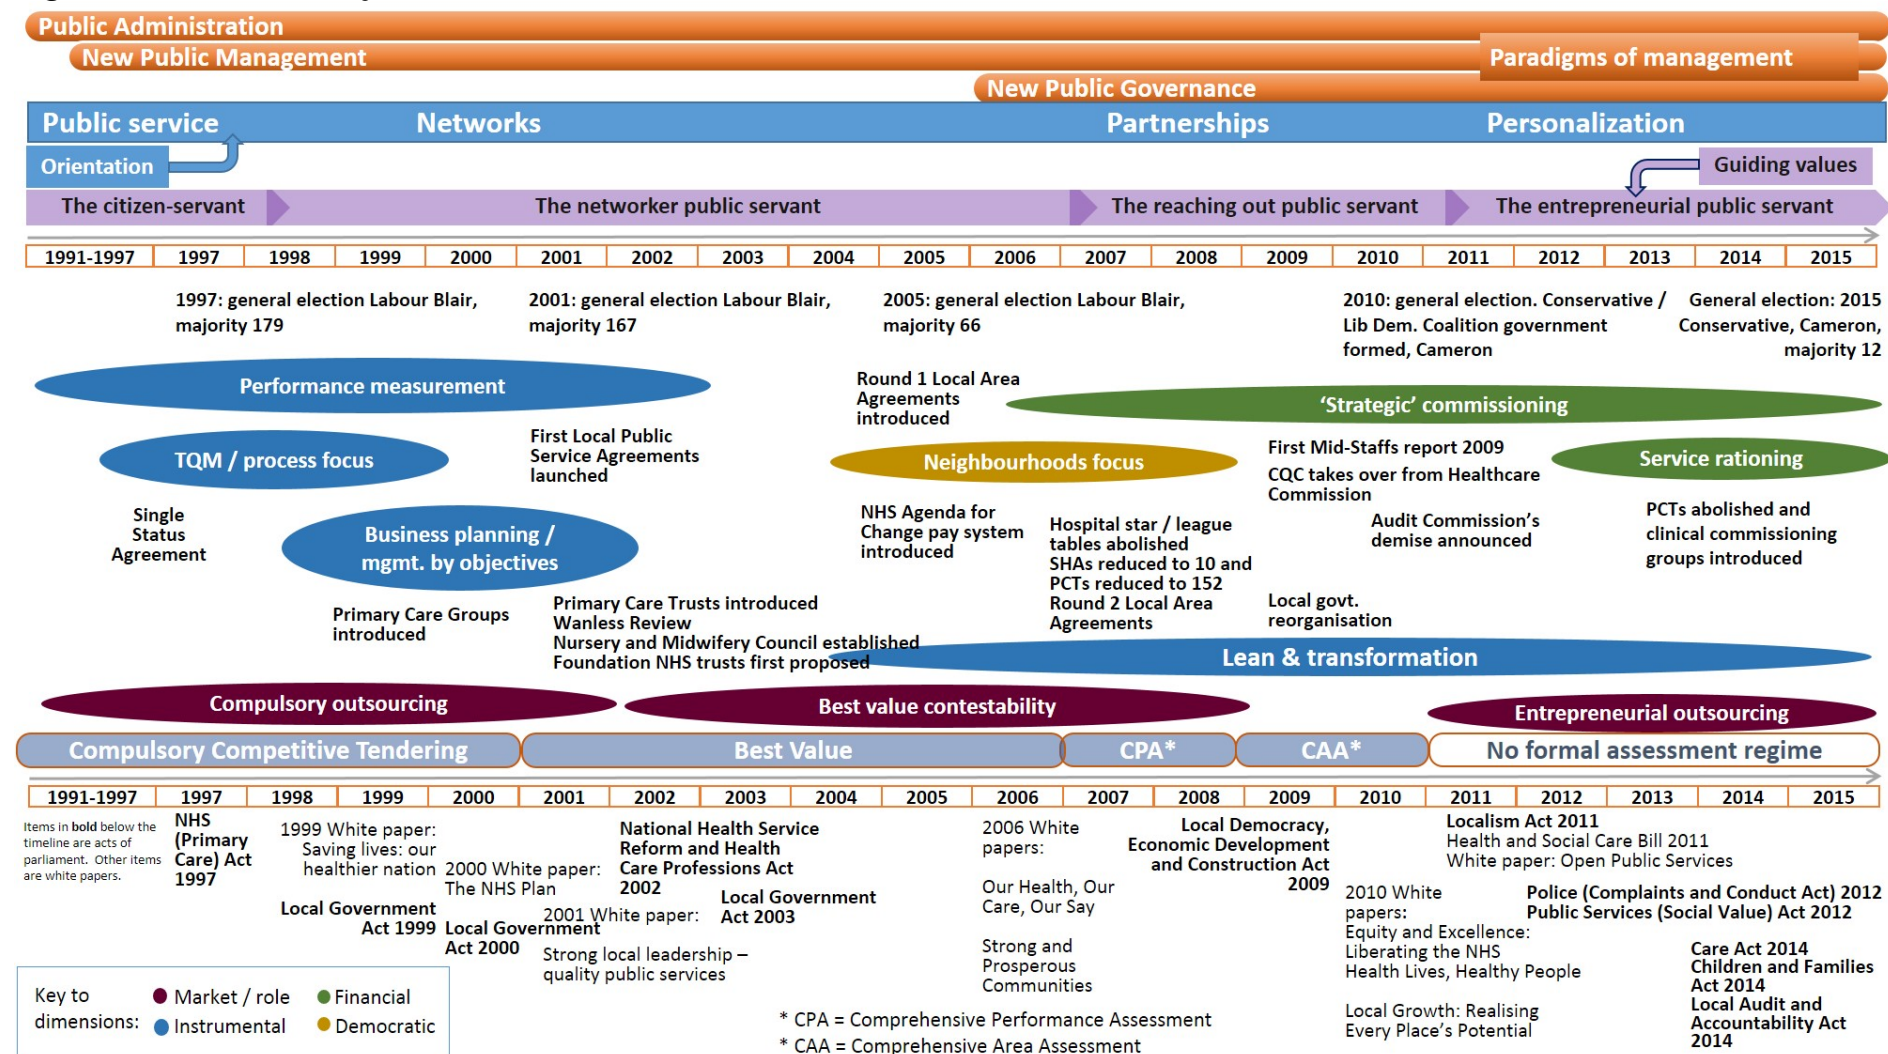 Public Administration
New Public Management
Paradigms of management
New Public Governance
Public service
Networks
Partnerships
Personalization
Orientation
Guiding values
The citizen-servant
The networker public servant
The reaching out public servant
The entrepreneurial public servant
1991-1997 1997 1998 1999 2000 2001 2002 2003 2004 2005 2006 2007 2008 2009 2010 2011 2012 2013 2014 2015
1997: general election Labour Blair,
majority 179
2001: general election Labour Blair,
majority 167
2005: general election Labour Blair,
majority 66
2010: general election. Conservative /
Lib Dem. Coalition government
formed, Cameron
General election: 2015
Conservative, Cameron,
majority 12
Performance measurement
Round 1 Local Area
Agreements
introduced
'Strategic' commissioning
TQM / process focus
First Local Public
Service Agreements
launched
Neighbourhoods focus
First Mid-Staffs report 2009
CQC takes over from Healthcare
Commission
Service rationing
Single
Status
Agreement
Business planning /
mgmt. by objectives
NHS Agenda for
Change pay system
introduced
Hospital star / league
tables abolished
SHAs reduced to 10 and
PCTs reduced to 152
Round 2 Local Area
Agreements
Audit Commission's
demise announced
PCTs abolished and
clinical commissioning
groups introduced
Primary Care Groups
introduced
Primary Care Trusts introduced
Wanless Review
Nursery and Midwifery Council established
Foundation NHS trusts first proposed
Local govt.
reorganisation
Lean & transformation
Compulsory outsourcing
Best value contestability
Entrepreneurial outsourcing
Compulsory Competitive Tendering
Best Value
CPA*
CAA*
No formal assessment regime
1991-1997 1997 1998 1999 2000 2001 2002 2003 2004 2005 2006 2007 2008 2009 2010 2011 2012 2013 2014 2015
Items in bold below the
timeline are acts of
parliament. Other items
are white papers.
NHS
(Primary
Care) Act
1997
1999 White paper:
Saving lives: our
healthier nation
Local Government
Act 1999
2000 White paper:
The NHS Plan
Local Government
Act 2000
2001 White paper:
Strong local leadership –
quality public services
National Health Service
Reform and Health
Care Professions Act
2002
Local Government
Act 2003
2006 White
papers:
Our Health, Our
Care, Our Say
Strong and
Prosperous
Communities
Local Democracy,
Economic Development
and Construction Act
2009
2010 White
papers:
Equity and Excellence:
Liberating the NHS
Health Lives, Healthy People
Local Growth: Realising
Every Place's Potential
Localism Act 2011
Health and Social Care Bill 2011
White paper: Open Public Services
Police (Complaints and Conduct Act) 2012
Public Services (Social Value) Act 2012
Care Act 2014
Children and Families
Act 2014
Local Audit and
Accountability Act
2014
Key to
dimensions:
Market / role
Financial
Instrumental
Democratic
* CPA = Comprehensive Performance Assessment
* CAA = Comprehensive Area Assessment